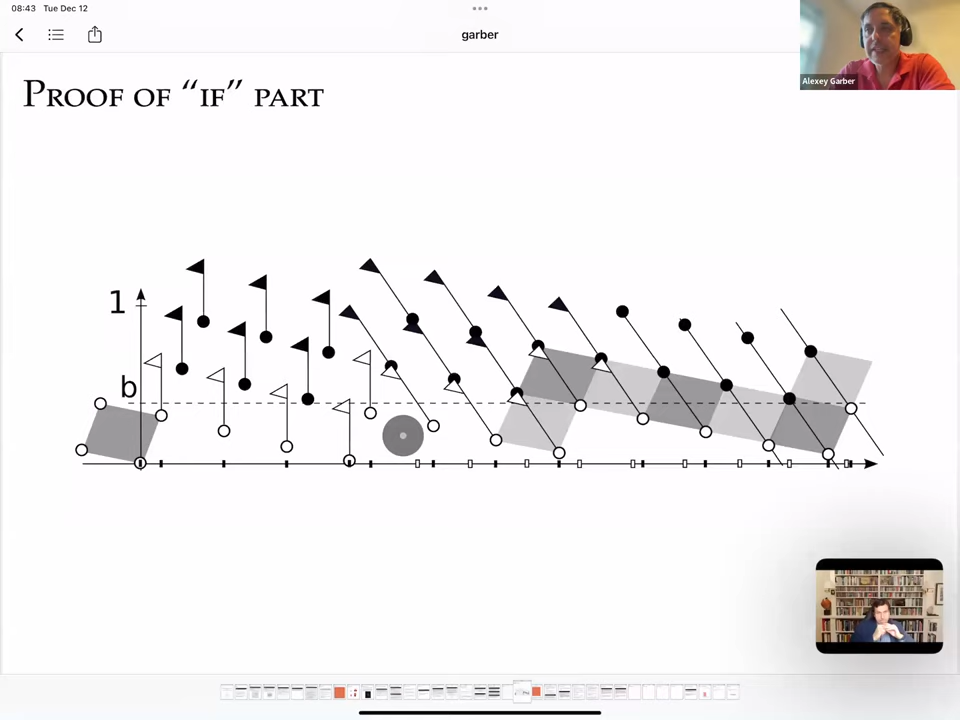 08:43 Tue Dec 12
garber
Alexey Garber
PROOF OF “IF” PART
1
b